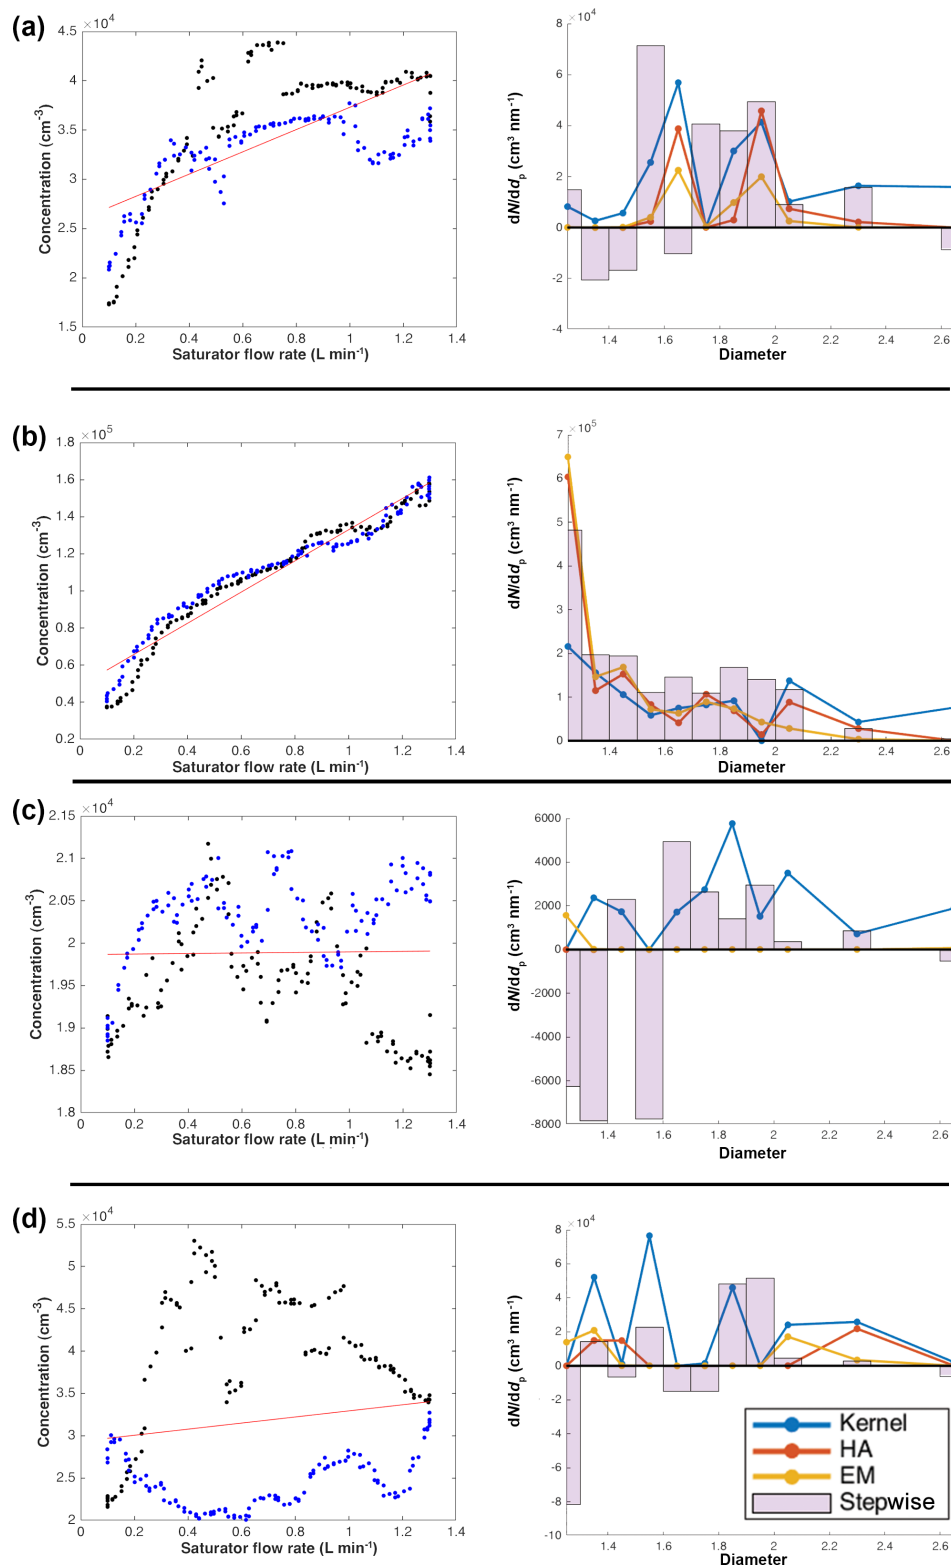 (a)
×10⁴
4.5
4
3.5
3
2.5
2
1.5
Concentration (cm⁻³)
0 0.2 0.4 0.6 0.8 1 1.2 1.4
Saturator flow rate (L min⁻¹)
×10⁴
8
6
4
2
0
-2
-4
dN/ddₚ (cm³ nm⁻¹)
1.4 1.6 1.8 2 2.2 2.4 2.6
Diameter
(b)
×10⁵
1.8
1.6
1.4
1.2
1
0.8
0.6
0.4
0.2
Concentration (cm⁻³)
0 0.2 0.4 0.6 0.8 1 1.2 1.4
Saturator flow rate (L min⁻¹)
×10⁵
7
6
5
4
3
2
1
0
dN/ddₚ (cm³ nm⁻¹)
1.4 1.6 1.8 2 2.2 2.4 2.6
Diameter
(c)
×10⁴
2.15
2.1
2.05
2
1.95
1.9
1.85
1.8
Concentration (cm⁻³)
0 0.2 0.4 0.6 0.8 1 1.2 1.4
Saturator flow rate (L min⁻¹)
6000
4000
2000
0
-2000
-4000
-6000
-8000
dN/ddₚ (cm³ nm⁻¹)
1.4 1.6 1.8 2 2.2 2.4 2.6
Diameter
(d)
×10⁴
5.5
5
4.5
4
3.5
3
2.5
2
Concentration (cm⁻³)
0 0.2 0.4 0.6 0.8 1 1.2 1.4
Saturator flow rate (L min⁻¹)
×10⁴
8
6
4
2
0
-2
-4
-6
-8
-10
dN/ddₚ (cm³ nm⁻¹)
1.4 1.6 1.8 2 2.2 2.4 2.6
Diameter
Kernel
HA
EM
Stepwise